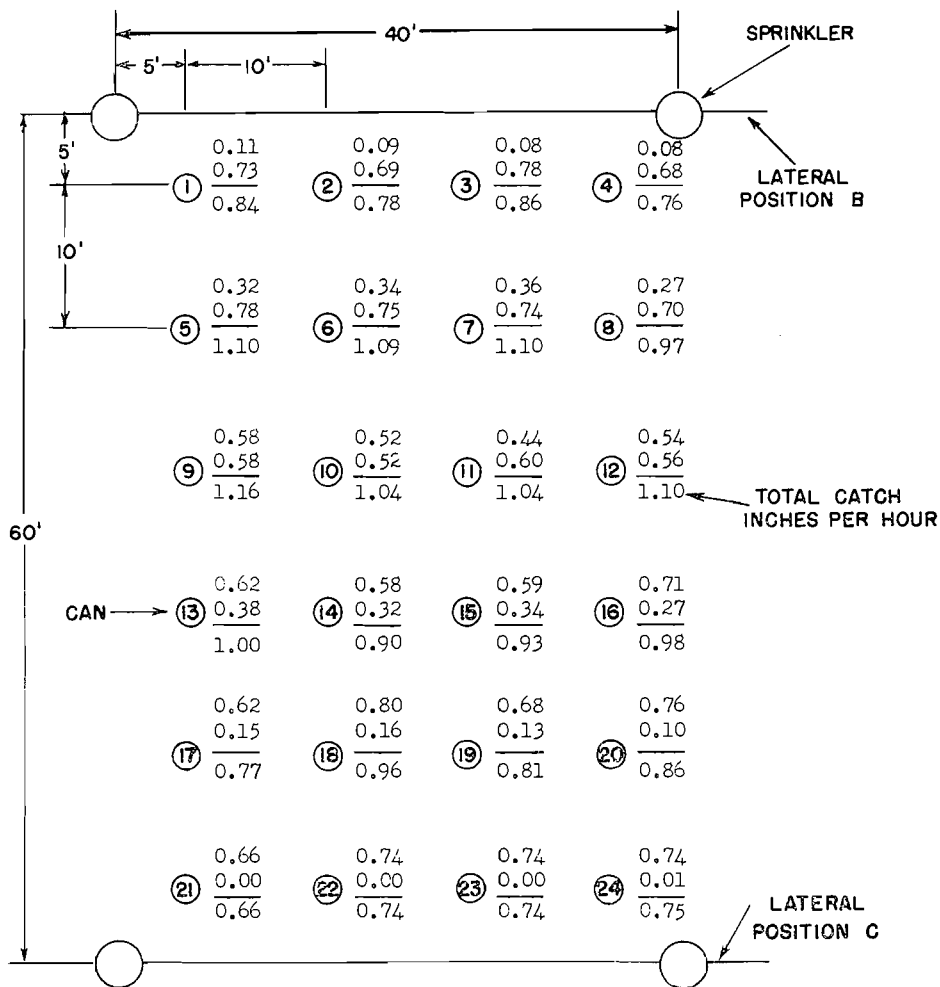 40'
SPRINKLER
5'
10'
5'
0.11 0.09 0.08 0.08
0.73 0.69 0.78 0.68
1 2 3 4
0.84 0.78 0.86 0.76
LATERAL
POSITION B
10'
0.32 0.34 0.36 0.27
0.78 0.75 0.74 0.70
5 6 7 8
1.10 1.09 1.10 0.97
0.58 0.52 0.44 0.54
0.58 0.52 0.60 0.56
9 10 11 12
1.16 1.04 1.04 1.10
TOTAL CATCH
INCHES PER HOUR
60'
0.62 0.58 0.59 0.71
CAN 13 0.38 14 0.32 15 0.34 16 0.27
1.00 0.90 0.93 0.98
0.62 0.80 0.68 0.76
0.15 0.16 0.13 0.10
17 18 19 20
0.77 0.96 0.81 0.86
0.66 0.74 0.74 0.74
0.00 0.00 0.00 0.01
21 22 23 24
0.66 0.74 0.74 0.75
LATERAL
POSITION C